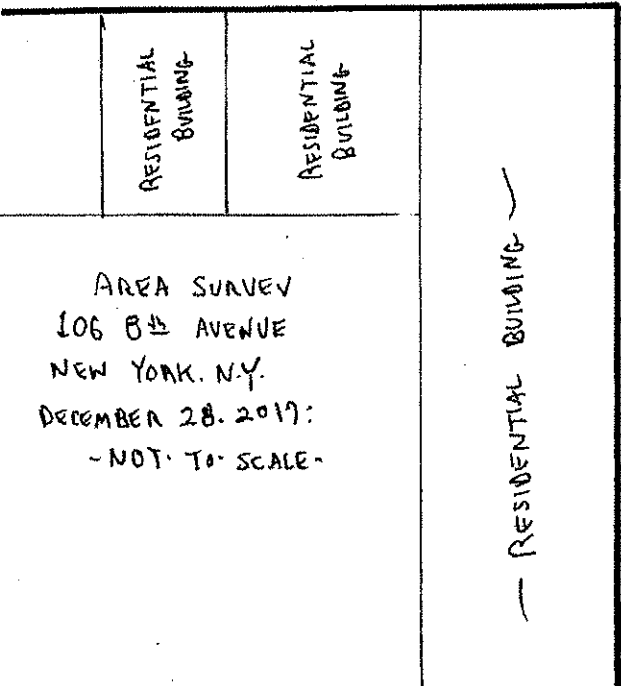 RESIDENTIAL
BUILDING
RESIDENTIAL
BUILDING
AREA SURVEY
106 8th AVENUE
NEW YORK. N.Y.
DECEMBER 28. 2017:
-NOT. TO. SCALE-
— RESIDENTIAL BUILDING —